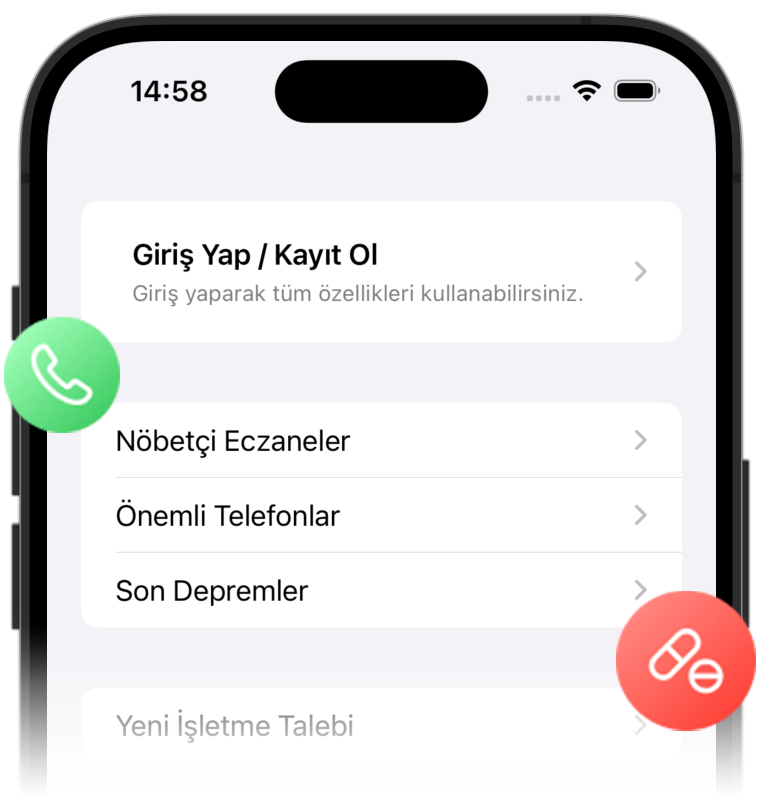 14:58
Giriş Yap / Kayıt Ol
Giriş yaparak tüm özellikleri kullanabilirsiniz.
Nöbetçi Eczaneler
Önemli Telefonlar
Son Depremler
Yeni İşletme Talebi